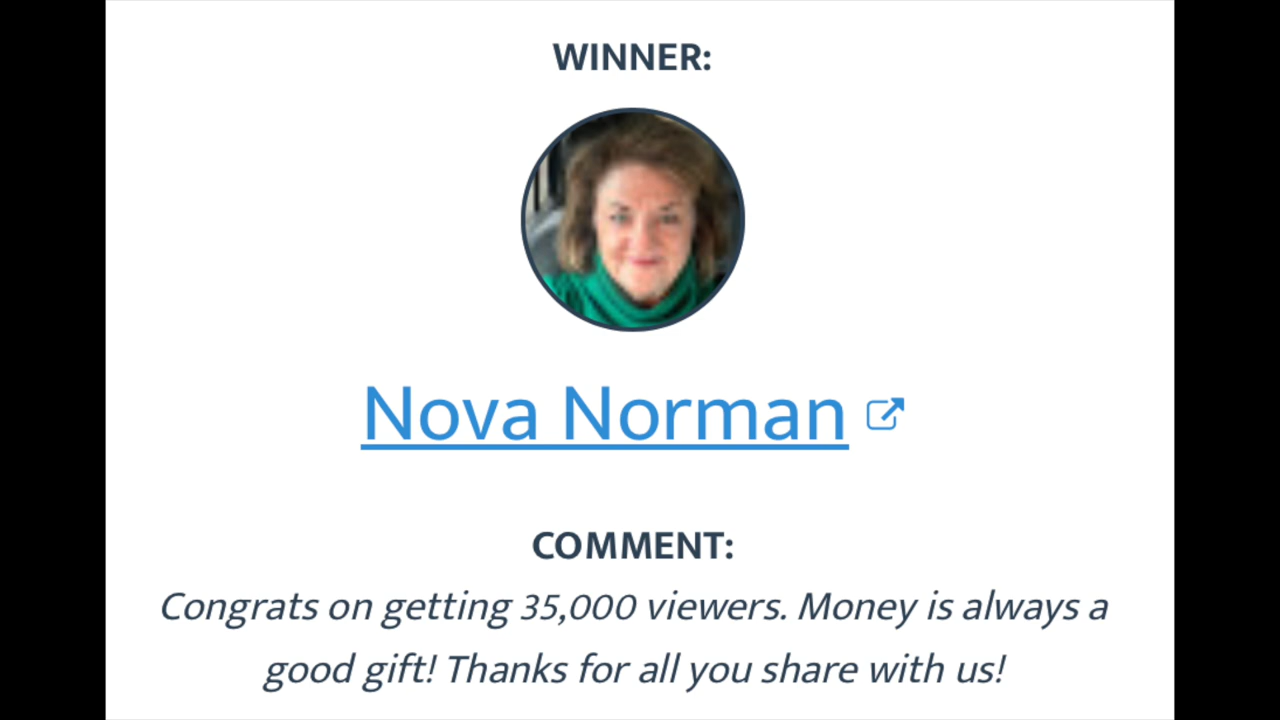 WINNER:
Nova Norman
COMMENT:
Congrats on getting 35,000 viewers. Money is always a
good gift! Thanks for all you share with us!